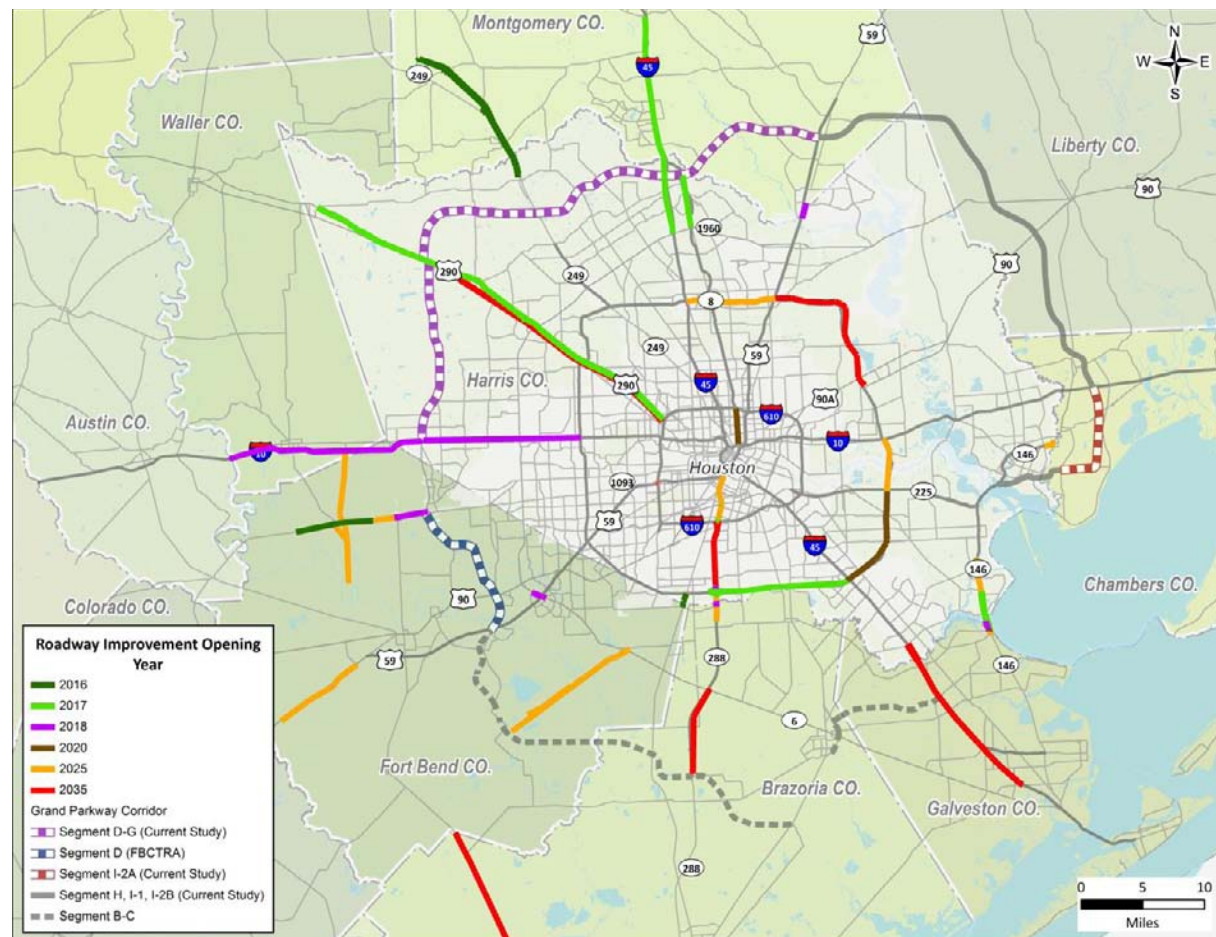 Montgomery CO.
59
N
W E
S
45
249
Waller CO.
Liberty CO.
90
1960
90
290
249
8
249
59
Harris CO.
290
45
90A
610
Austin CO.
10
10
Houston
146
1093
225
59
610
45
146
Chambers CO.
90
Colorado CO.
59
288
146
6
Fort Bend CO.
Brazoria CO.
Galveston CO.
288
Roadway Improvement Opening
Year
2016
2017
2018
2020
2025
2035
Grand Parkway Corridor
Segment D-G (Current Study)
Segment D (FBCTRA)
Segment I-2A (Current Study)
Segment H, I-1, I-2B (Current Study)
Segment B-C
0 5 10
Miles